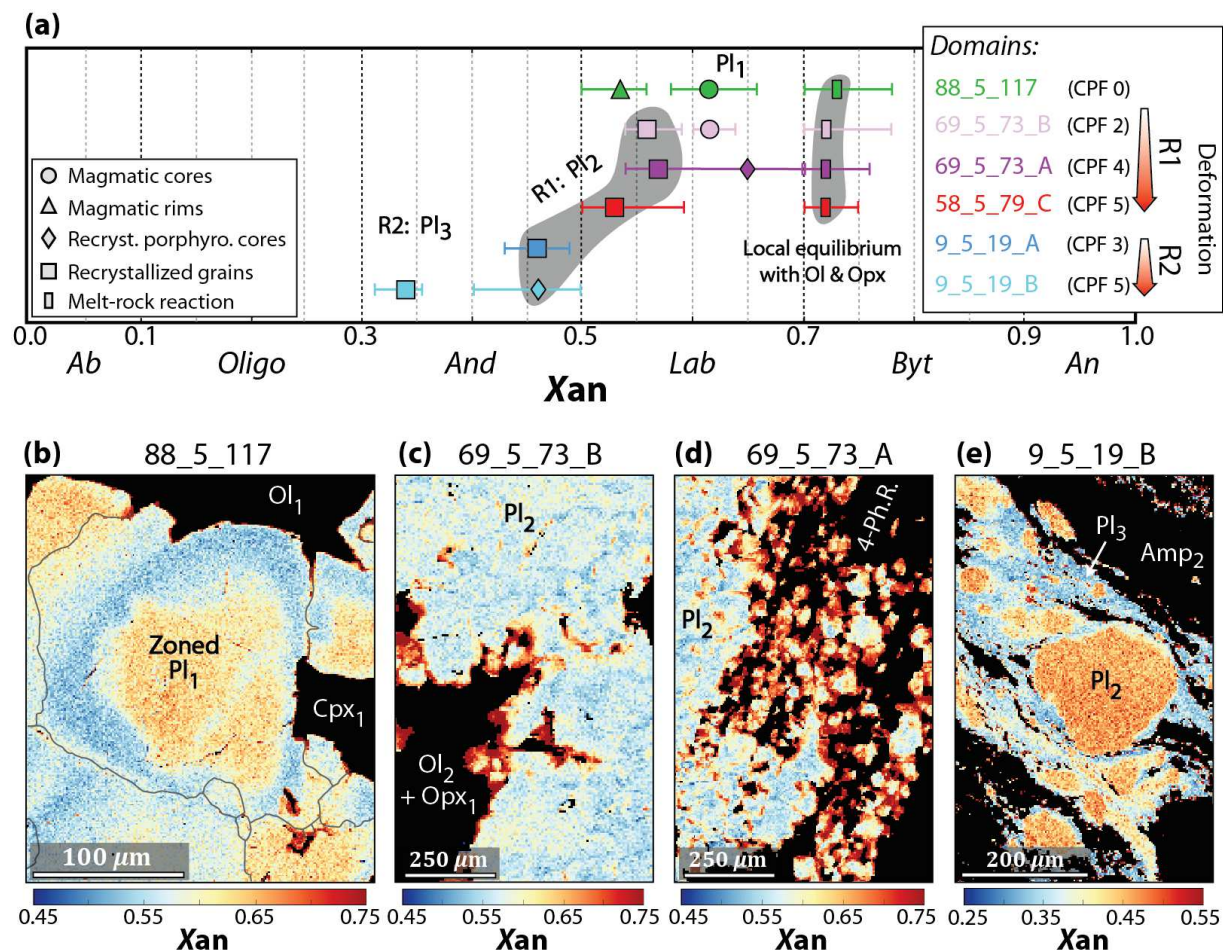 (a)
Domains:
88_5_117 (CPF 0)
69_5_73_B (CPF 2)
69_5_73_A (CPF 4)
58_5_79_C (CPF 5)
9_5_19_A (CPF 3)
9_5_19_B (CPF 5)
R1
R2
Deformation
Pl1
R1: Pl2
R2: Pl3
Local equilibrium
with Ol & Opx
Magmatic cores
Magmatic rims
Recryst. porphyro. cores
Recrystallized grains
Melt-rock reaction
0.0 0.1 0.3 0.5 0.7 0.9 1.0
Ab Oligo And Lab Byt An
Xan
(b) 88_5_117
Ol1
Zoned
Pl1
Cpx1
100 μm
0.45 0.55 0.65 0.75
Xan
(c) 69_5_73_B
Pl2
Ol2
+ Opx1
250 μm
0.45 0.55 0.65 0.75
Xan
(d) 69_5_73_A
4-Ph.R.
Pl2
250 μm
0.45 0.55 0.65 0.75
Xan
(e) 9_5_19_B
Pl3
Amp2
Pl2
200 μm
0.25 0.35 0.45 0.55
Xan